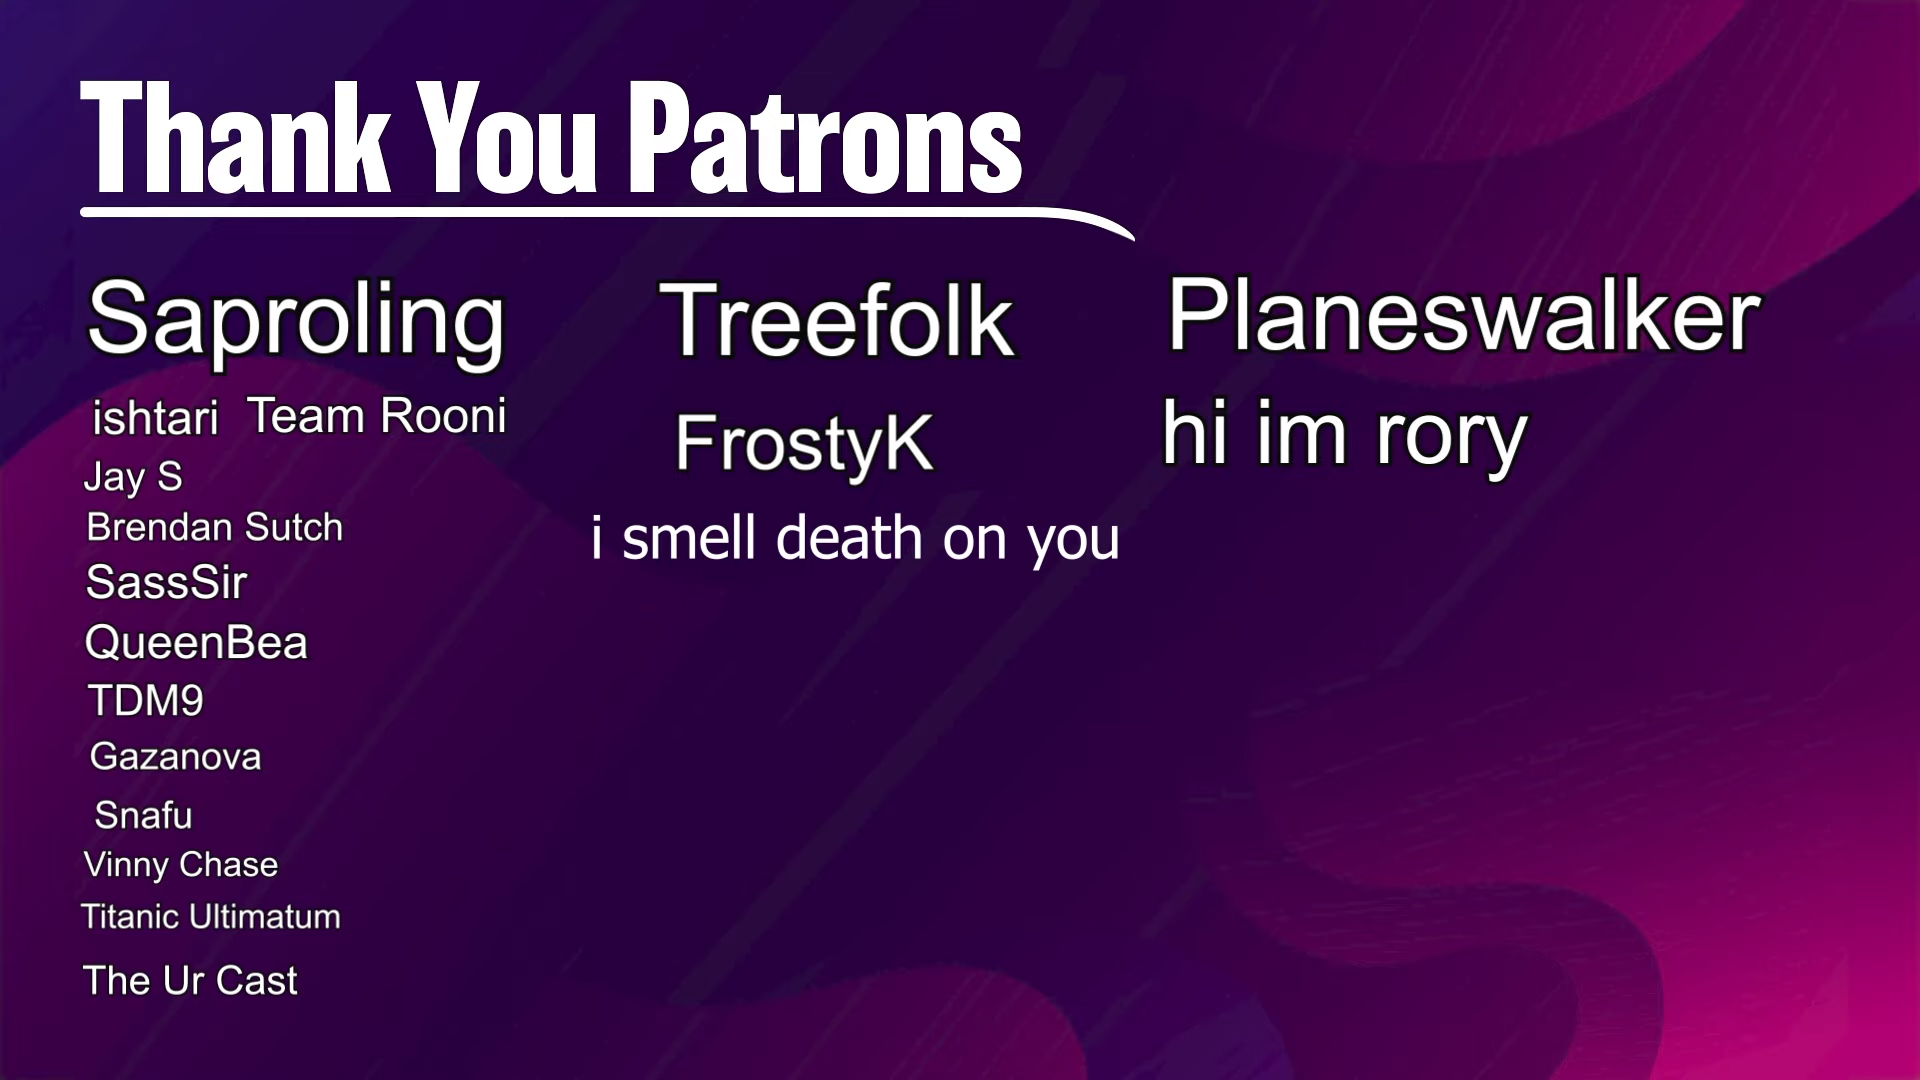 Thank You Patrons
Saproling
ishtari Team Rooni
Jay S
Brendan Sutch
SassSir
QueenBea
TDM9
Gazanova
Snafu
Vinny Chase
Titanic Ultimatum
The Ur Cast
Treefolk
FrostyK
i smell death on you
Planeswalker
hi im rory